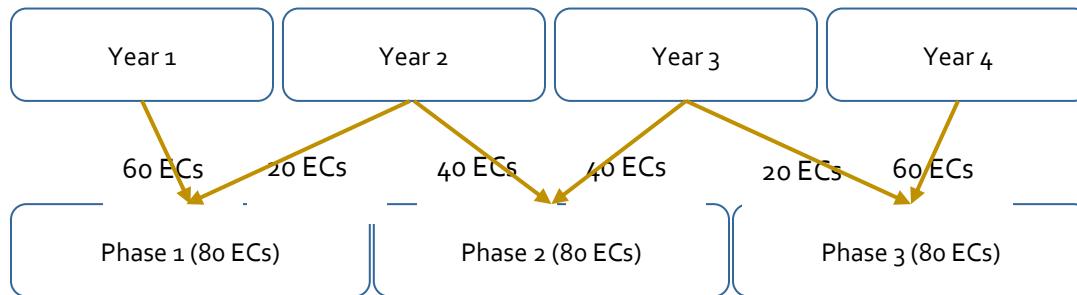 Year 1
Year 2
Year 3
Year 4
60 ECs
20 ECs
40 ECs
40 ECs
20 ECs
60 ECs
Phase 1 (80 ECs)
Phase 2 (80 ECs)
Phase 3 (80 ECs)